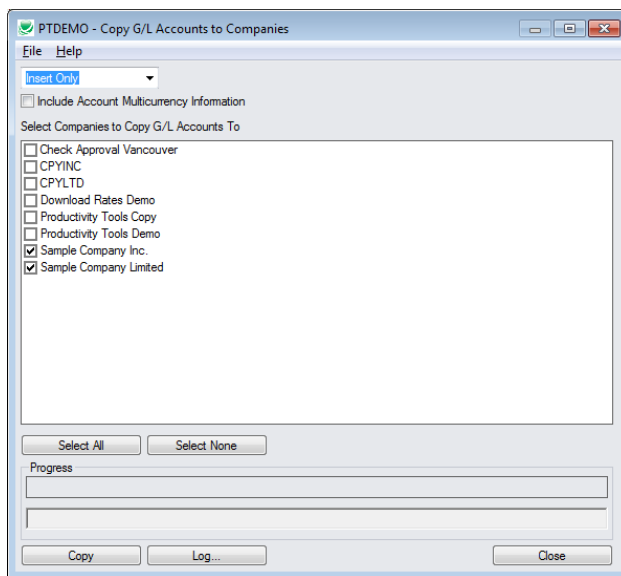 PTDEMO - Copy G/L Accounts to Companies
File Help
Insert Only
Include Account Multicurrency Information
Select Companies to Copy G/L Accounts To
Check Approval Vancouver
CPYINC
CPYLTD
Download Rates Demo
Productivity Tools Copy
Productivity Tools Demo
Sample Company Inc.
Sample Company Limited
Select All Select None
Progress
Copy Log... Close